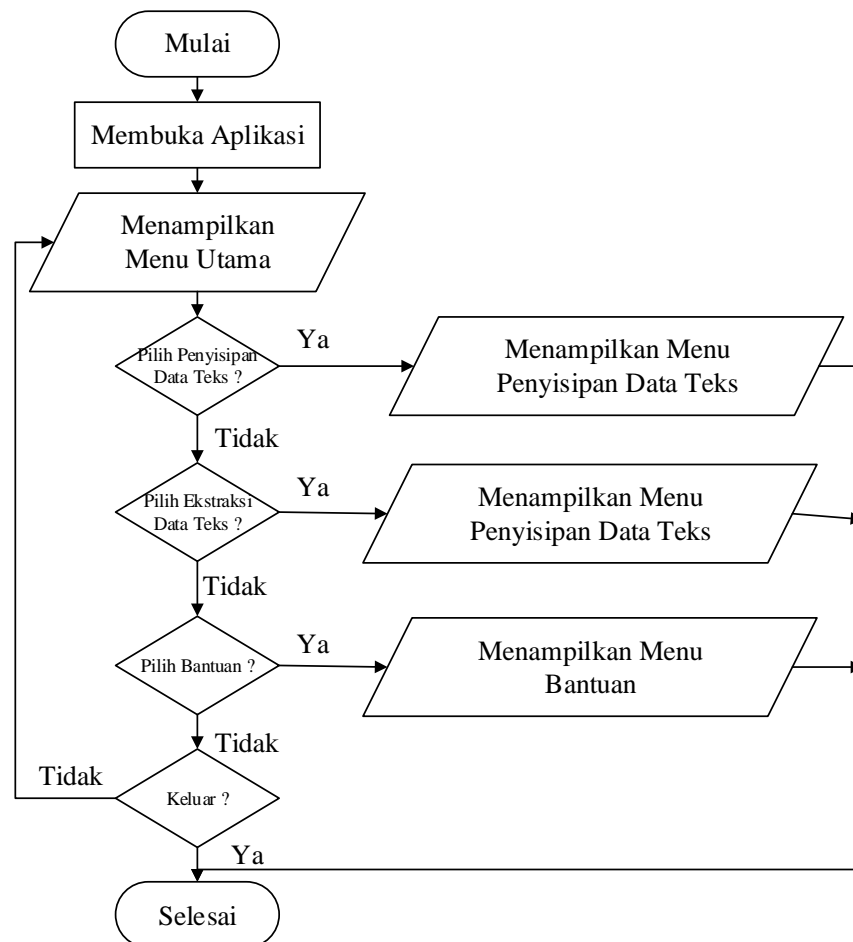 Mulai
Membuka Aplikasi
Menampilkan
Menu Utama
Pilih Penyisipan
Data Teks ?
Ya
Menampilkan Menu
Penyisipan Data Teks
Tidak
Pilih Ekstraksi
Data Teks ?
Ya
Menampilkan Menu
Penyisipan Data Teks
Tidak
Pilih Bantuan ?
Ya
Menampilkan Menu
Bantuan
Tidak
Keluar ?
Tidak
Ya
Selesai